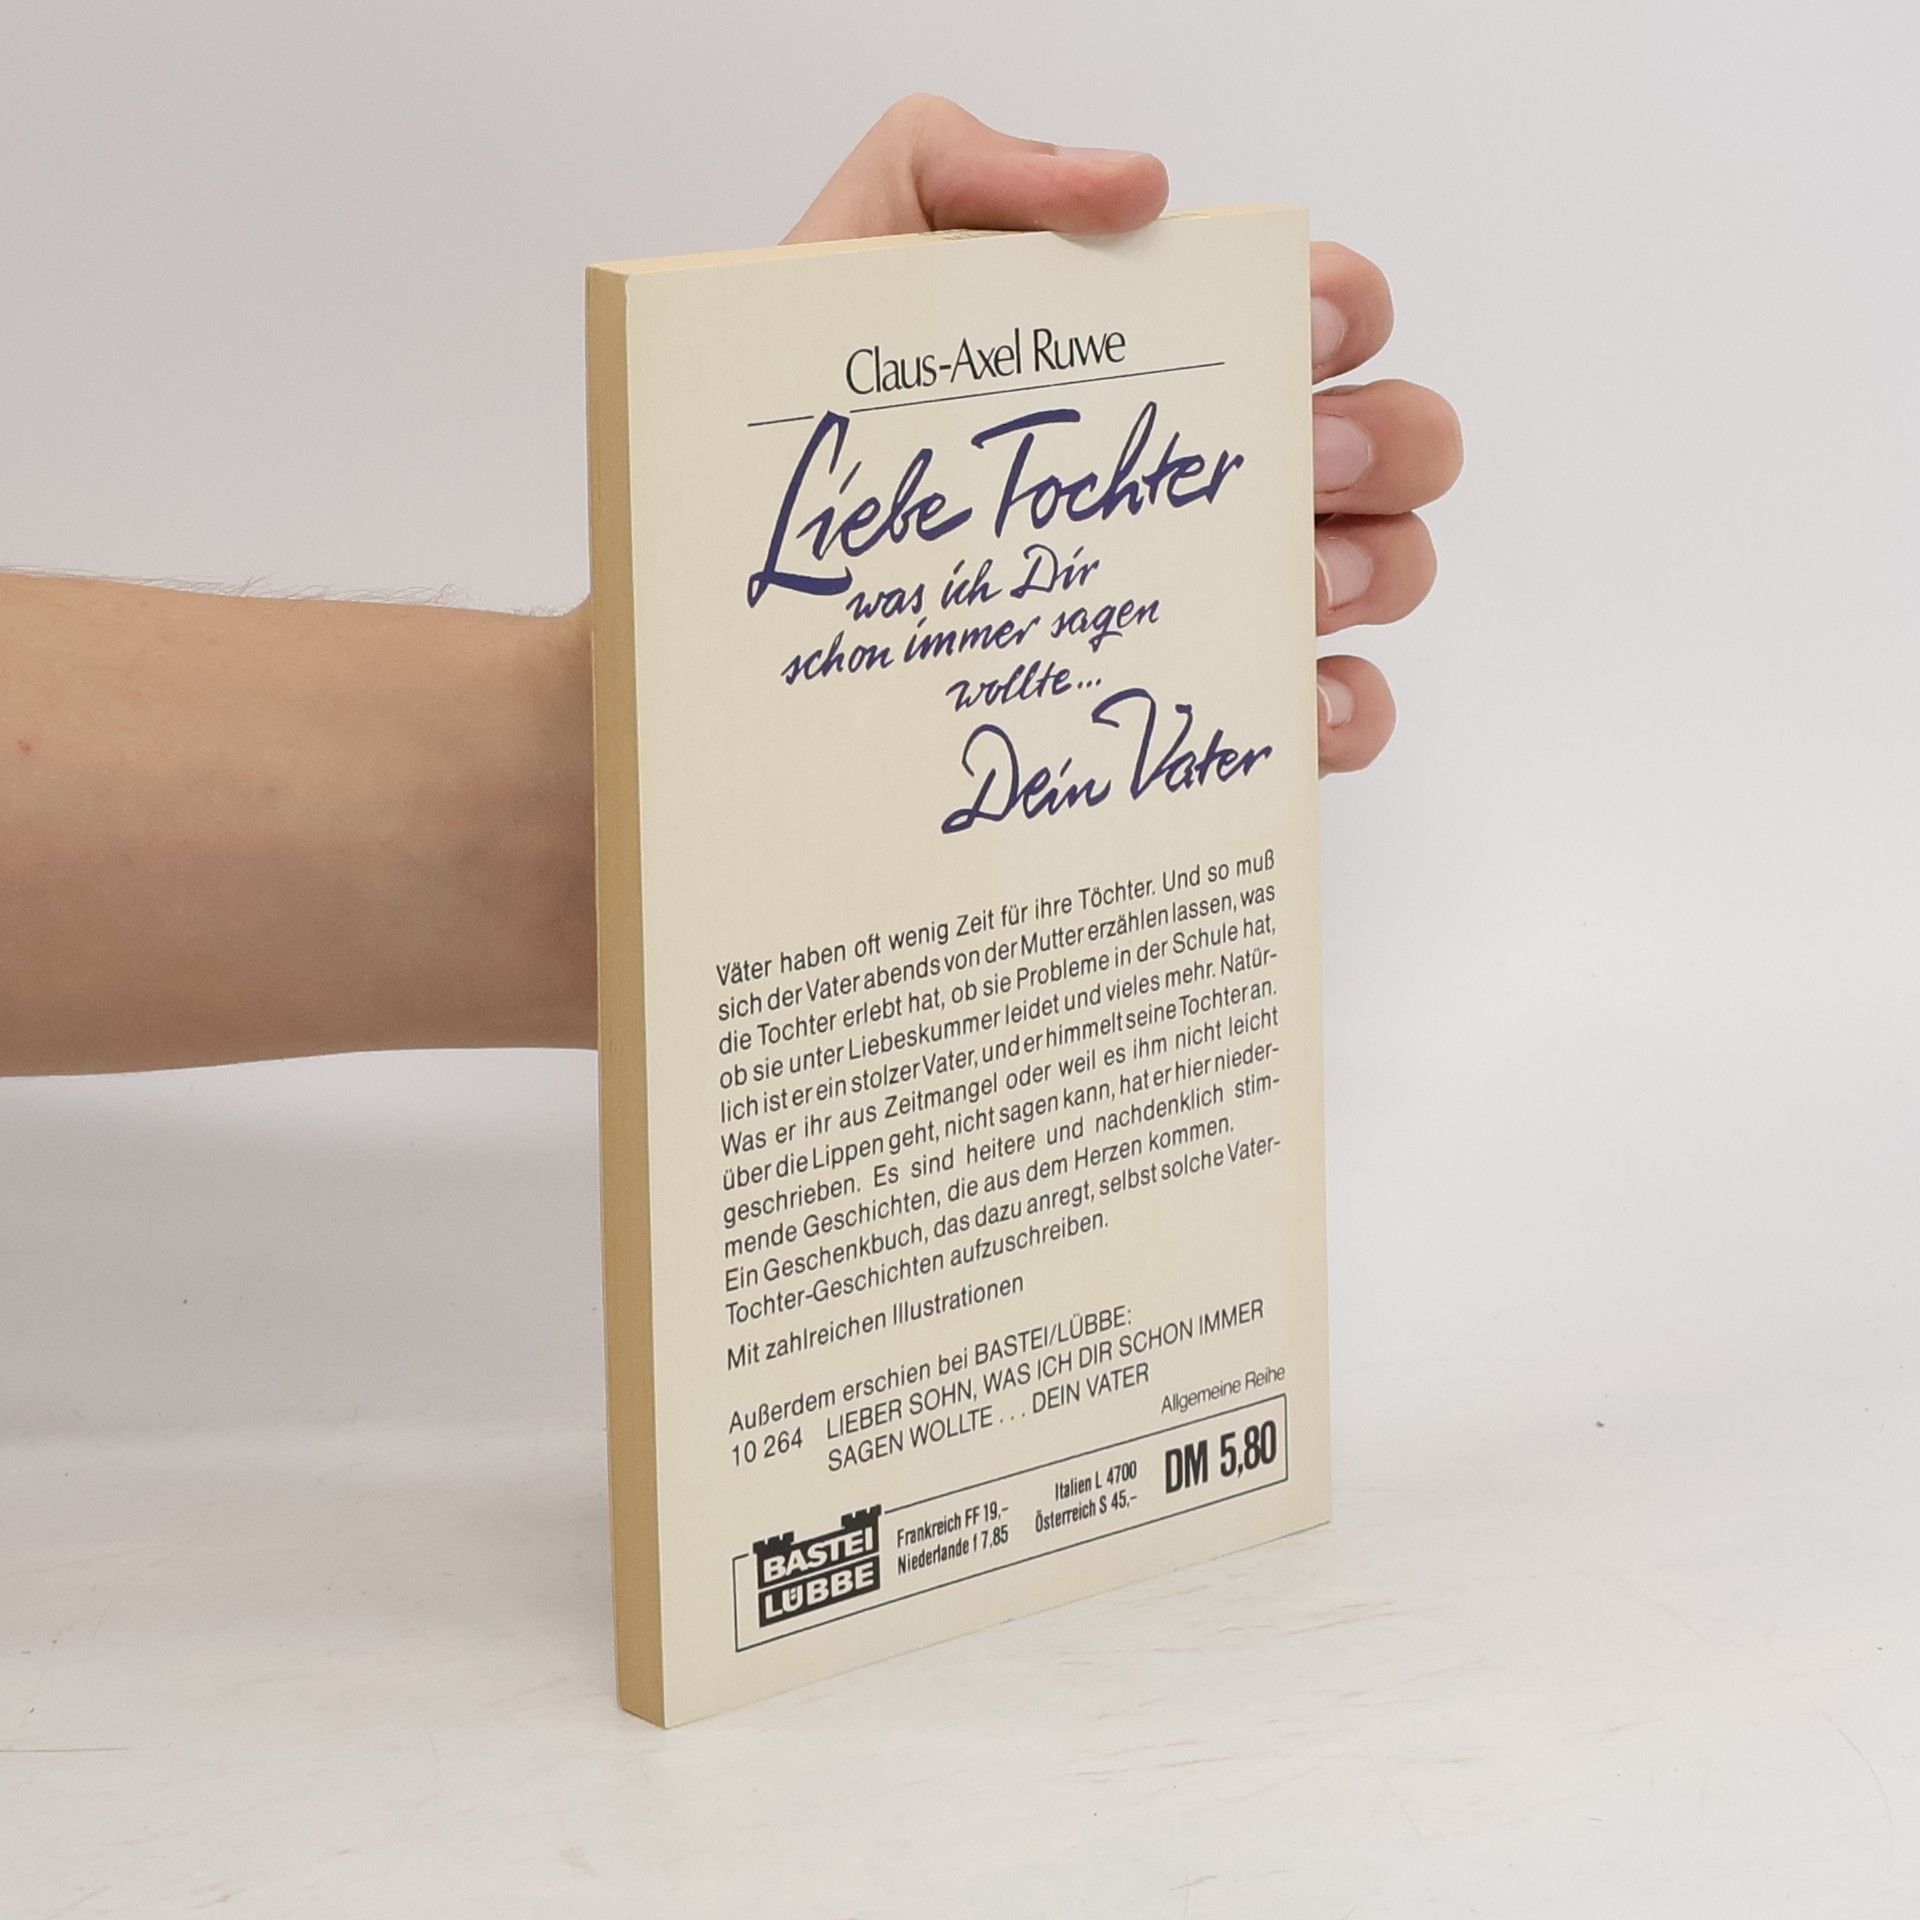 Claus-Axel Ruwe
Liebe Tochter
was ich Dir
schon immer sagen
wollte...
Dein Vater
Väter haben oft wenig Zeit für ihre Töchter. Und so muß
sich der Vater abends von der Mutter erzählen lassen, was
die Tochter erlebt hat, ob sie Probleme in der Schule hat,
ob sie unter Liebeskummer leidet und vieles mehr. Natür-
lich ist er ein stolzer Vater, und er himmelt seine Tochter an.
Was er ihr aus Zeitmangel oder weil es ihm nicht leicht
über die Lippen geht, nicht sagen kann, hat er hier nieder-
geschrieben. Es sind heitere und nachdenklich stim-
mende Geschichten, die aus dem Herzen kommen.
Ein Geschenkbuch, das dazu anregt, selbst solche Vater-
Tochter-Geschichten aufzuschreiben.
Mit zahlreichen Illustrationen
Außerdem erschien bei BASTEI/LÜBBE:
10 264 LIEBER SOHN, WAS ICH DIR SCHON IMMER
SAGEN WOLLTE . . . DEIN VATER
Allgemeine Reihe
BASTEI
LÜBBE
Frankreich FF 19,-
Niederlande f 7,85
Italien L 4700
Österreich S 45,-
DM 5,80